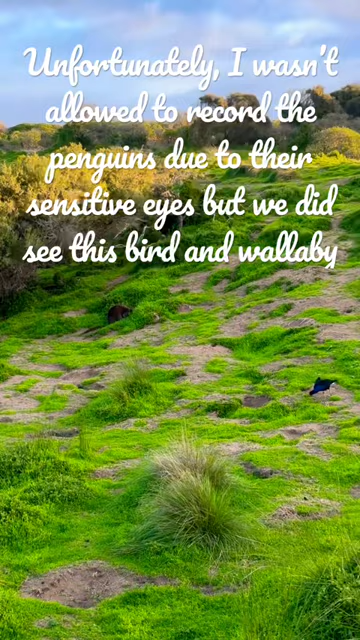 Unfortunately, I wasn't
allowed to record the
penguins due to their
sensitive eyes but we did
see this bird and wallaby